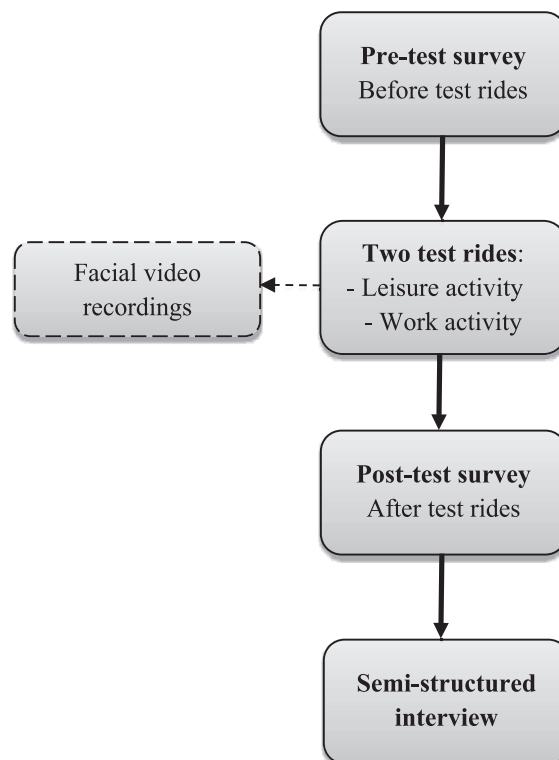 Pre-test survey
Before test rides
Facial video
recordings
Two test rides:
- Leisure activity
- Work activity
Post-test survey
After test rides
Semi-structured
interview